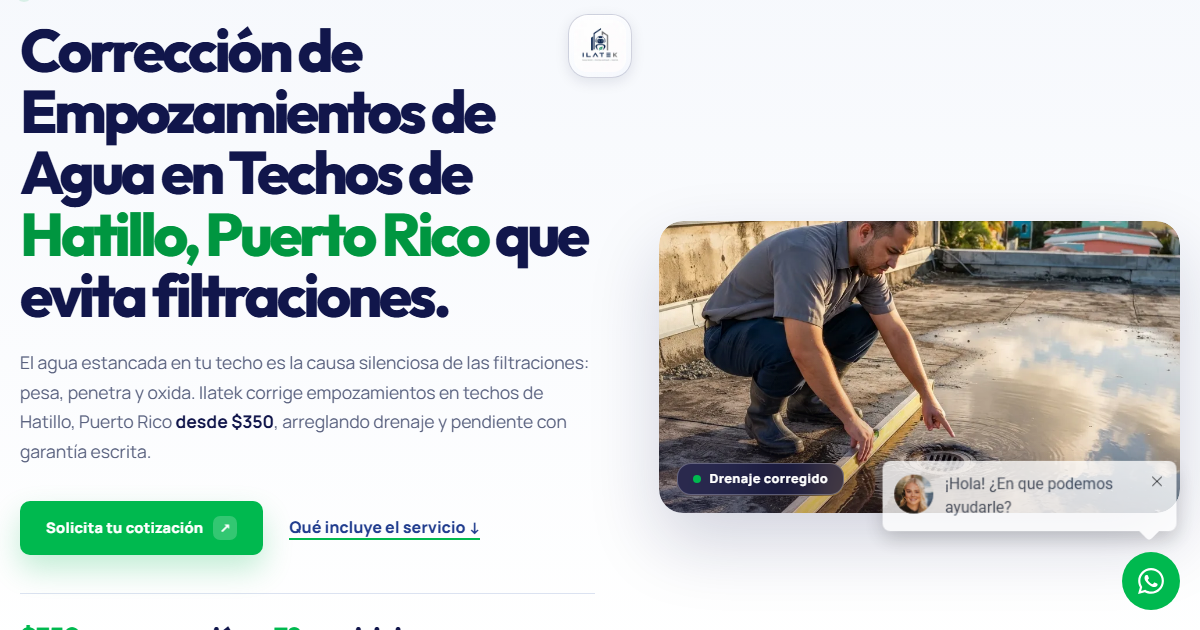 ILATEK
Corrección de
Empozamientos de
Agua en Techos de
Hatillo, Puerto Rico que
evita filtraciones.
El agua estancada en tu techo es la causa silenciosa de las filtraciones:
pesa, penetra y oxida. Ilatek corrige empozamientos en techos de
Hatillo, Puerto Rico desde $350, arreglando drenaje y pendiente con
garantía escrita.
Solicita tu cotización ↗
Qué incluye el servicio ↓
Drenaje corregido
¡Hola! ¿En que podemos
ayudarle?